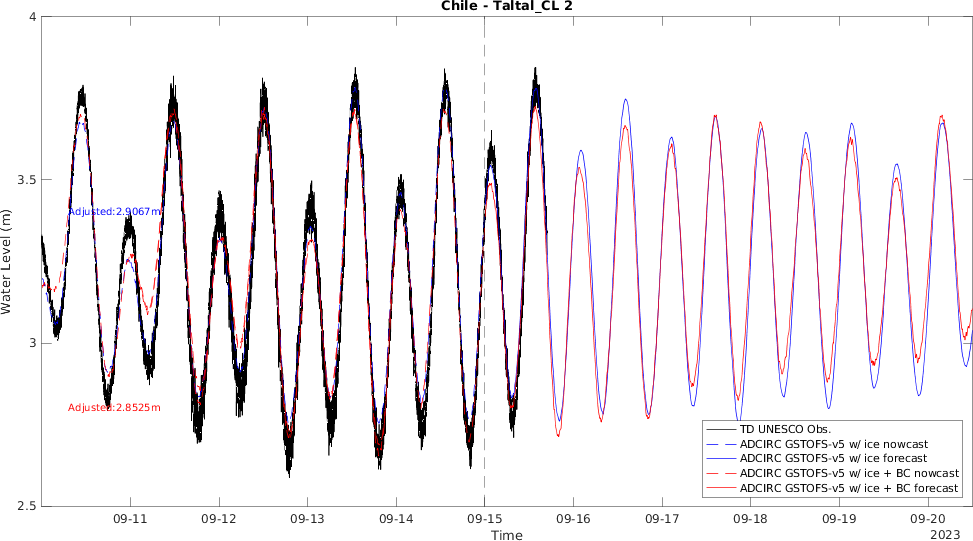 Chile - Taltal_CL 2
4
3.5
3
2.5
Water Level (m)
Adjusted:2.9067m
Adjusted:2.8525m
TD UNESCO Obs.
ADCIRC GSTOFS-v5 w/ ice nowcast
ADCIRC GSTOFS-v5 w/ ice forecast
ADCIRC GSTOFS-v5 w/ ice + BC nowcast
ADCIRC GSTOFS-v5 w/ ice + BC forecast
09-11 09-12 09-13 09-14 09-15 09-16 09-17 09-18 09-19 09-20
2023
Time